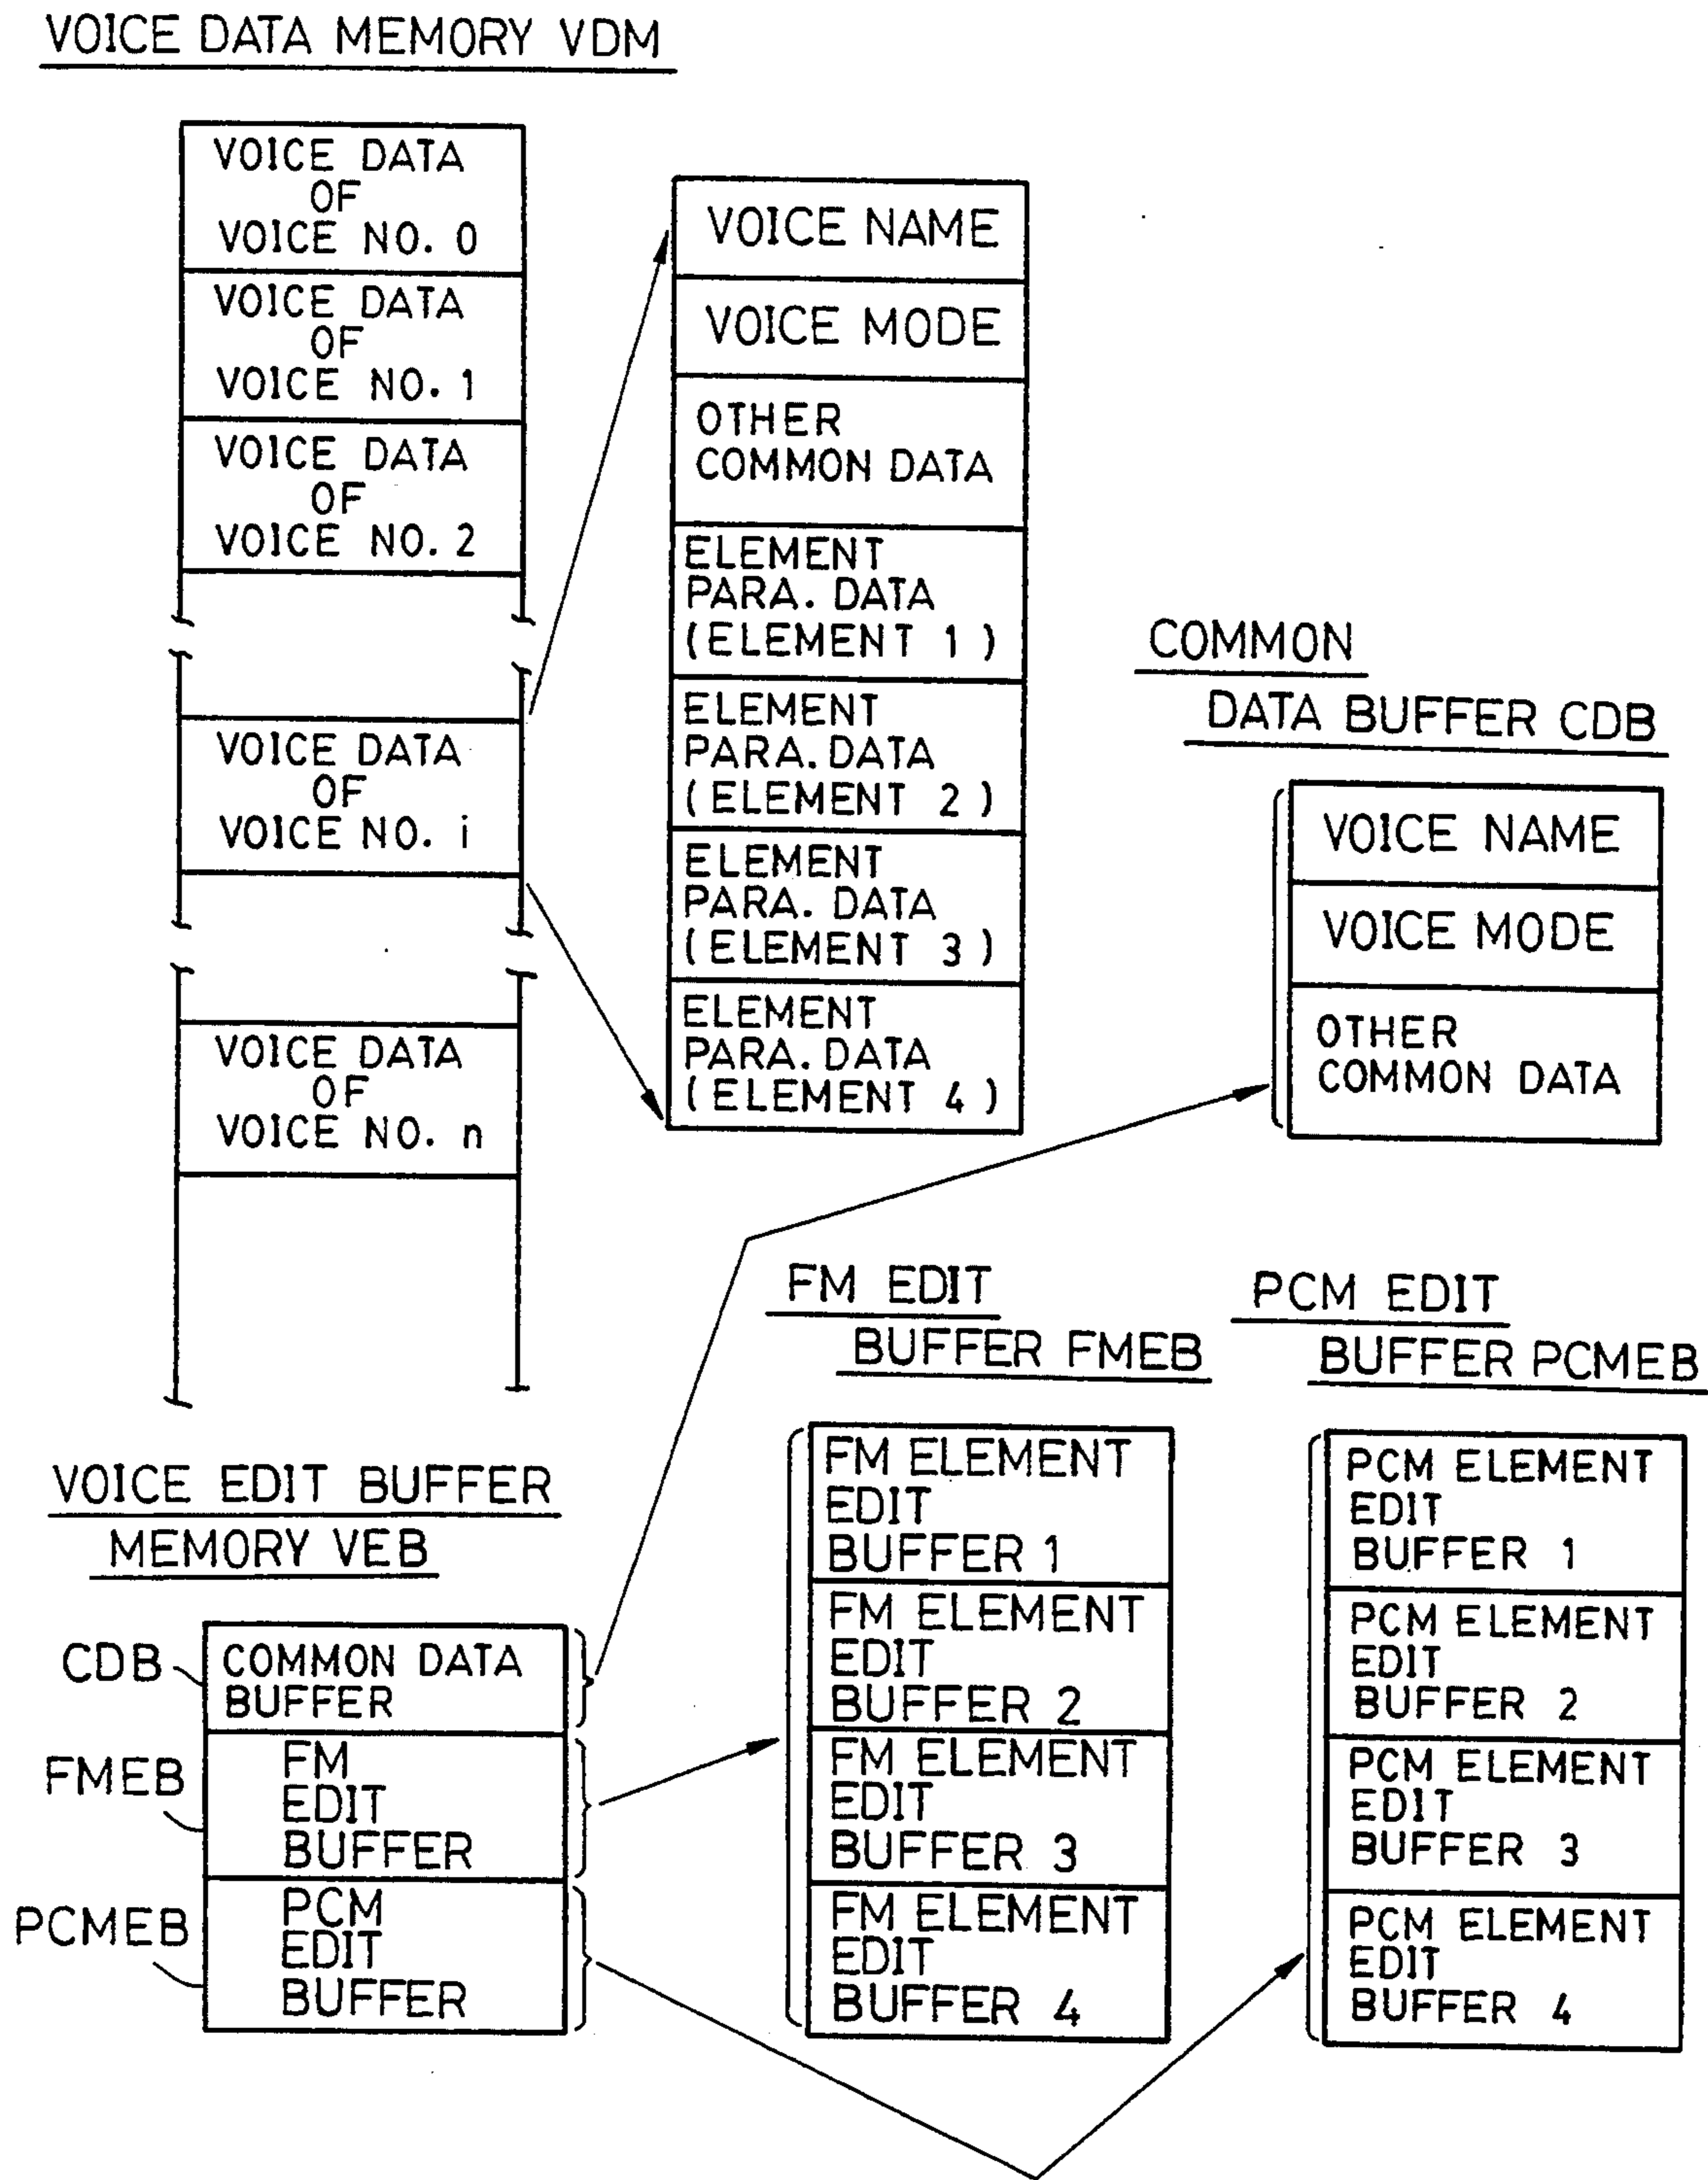 VOICE DATA MEMORY VDM
VOICE DATA
OF
VOICE NO. 0
VOICE DATA
OF
VOICE NO. 1
VOICE DATA
OF
VOICE NO. 2
VOICE DATA
OF
VOICE NO. i
VOICE DATA
OF
VOICE NO. n
VOICE NAME
VOICE MODE
OTHER
COMMON DATA
ELEMENT
PARA. DATA
(ELEMENT 1)
ELEMENT
PARA. DATA
(ELEMENT 2)
ELEMENT
PARA. DATA
(ELEMENT 3)
ELEMENT
PARA. DATA
(ELEMENT 4)
COMMON
DATA BUFFER CDB
VOICE NAME
VOICE MODE
OTHER
COMMON DATA
VOICE EDIT BUFFER
MEMORY VEB
CDB
COMMON DATA
BUFFER
FMEB
FM
EDIT
BUFFER
PCMEB
PCM
EDIT
BUFFER
FM EDIT
BUFFER FMEB
FM ELEMENT
EDIT
BUFFER 1
FM ELEMENT
EDIT
BUFFER 2
FM ELEMENT
EDIT
BUFFER 3
FM ELEMENT
EDIT
BUFFER 4
PCM EDIT
BUFFER PCMEB
PCM ELEMENT
EDIT
BUFFER 1
PCM ELEMENT
EDIT
BUFFER 2
PCM ELEMENT
EDIT
BUFFER 3
PCM ELEMENT
EDIT
BUFFER 4